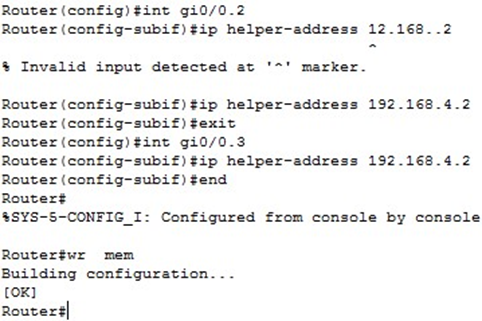 Router(config)#int gi0/0.2
Router(config-subif)#ip helper-address 12.168..2
^
% Invalid input detected at '^' marker.
Router(config-subif)#ip helper-address 192.168.4.2
Router(config-subif)#exit
Router(config)#int gi0/0.3
Router(config-subif)#ip helper-address 192.168.4.2
Router(config-subif)#end
Router#
%SYS-5-CONFIG_I: Configured from console by console
Router#wr  mem
Building configuration...
[OK]
Router#